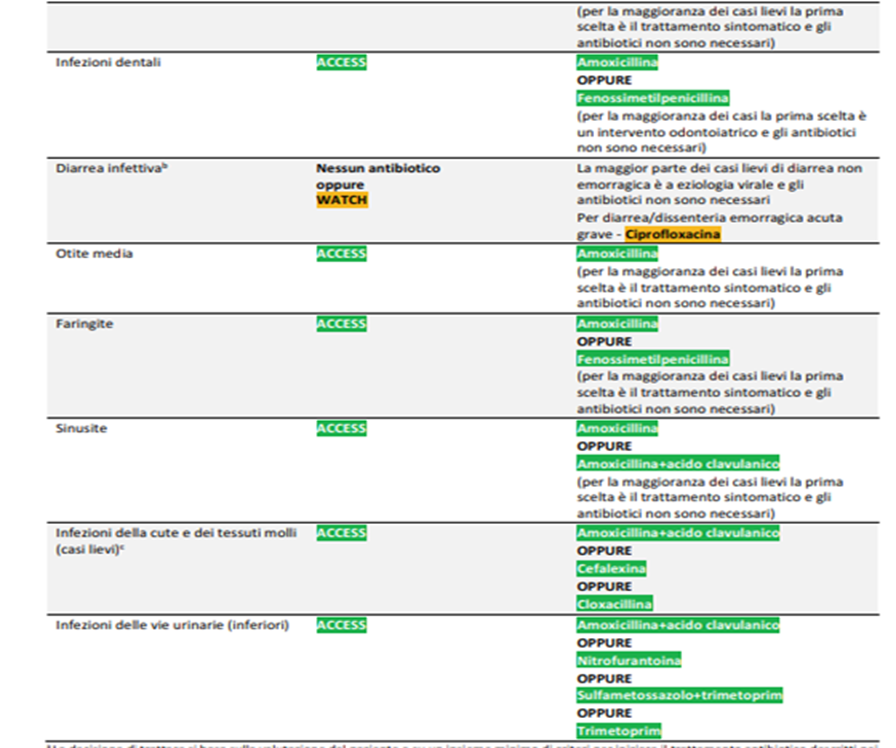 (per la maggioranza dei casi lievi la prima
scelta è il trattamento sintomatico e gli
antibiotici non sono necessari)
Infezioni dentali
ACCESS
Amoxicillina
OPPURE
Fenossimetilpenicillina
(per la maggioranza dei casi la prima scelta è
un intervento odontoiatrico e gli antibiotici
non sono necessari)
Diarrea infettivaᵇ
Nessun antibiotico
oppure
WATCH
La maggior parte dei casi lievi di diarrea non
emorragica è a eziologia virale e gli
antibiotici non sono necessari
Per diarrea/dissenteria emorragica acuta
grave - Ciprofloxacina
Otite media
ACCESS
Amoxicillina
(per la maggioranza dei casi lievi la prima
scelta è il trattamento sintomatico e gli
antibiotici non sono necessari)
Faringite
ACCESS
Amoxicillina
OPPURE
Fenossimetilpenicillina
(per la maggioranza dei casi lievi la prima
scelta è il trattamento sintomatico e gli
antibiotici non sono necessari)
Sinusite
ACCESS
Amoxicillina
OPPURE
Amoxicillina+acido clavulanico
(per la maggioranza dei casi lievi la prima
scelta è il trattamento sintomatico e gli
antibiotici non sono necessari)
Infezioni della cute e dei tessuti molli
(casi lievi)ᶜ
ACCESS
Amoxicillina+acido clavulanico
OPPURE
Cefalexina
OPPURE
Cloxacillina
Infezioni delle vie urinarie (inferiori)
ACCESS
Amoxicillina+acido clavulanico
OPPURE
Nitrofurantoina
OPPURE
Sulfametossazolo+trimetoprim
OPPURE
Trimetoprim